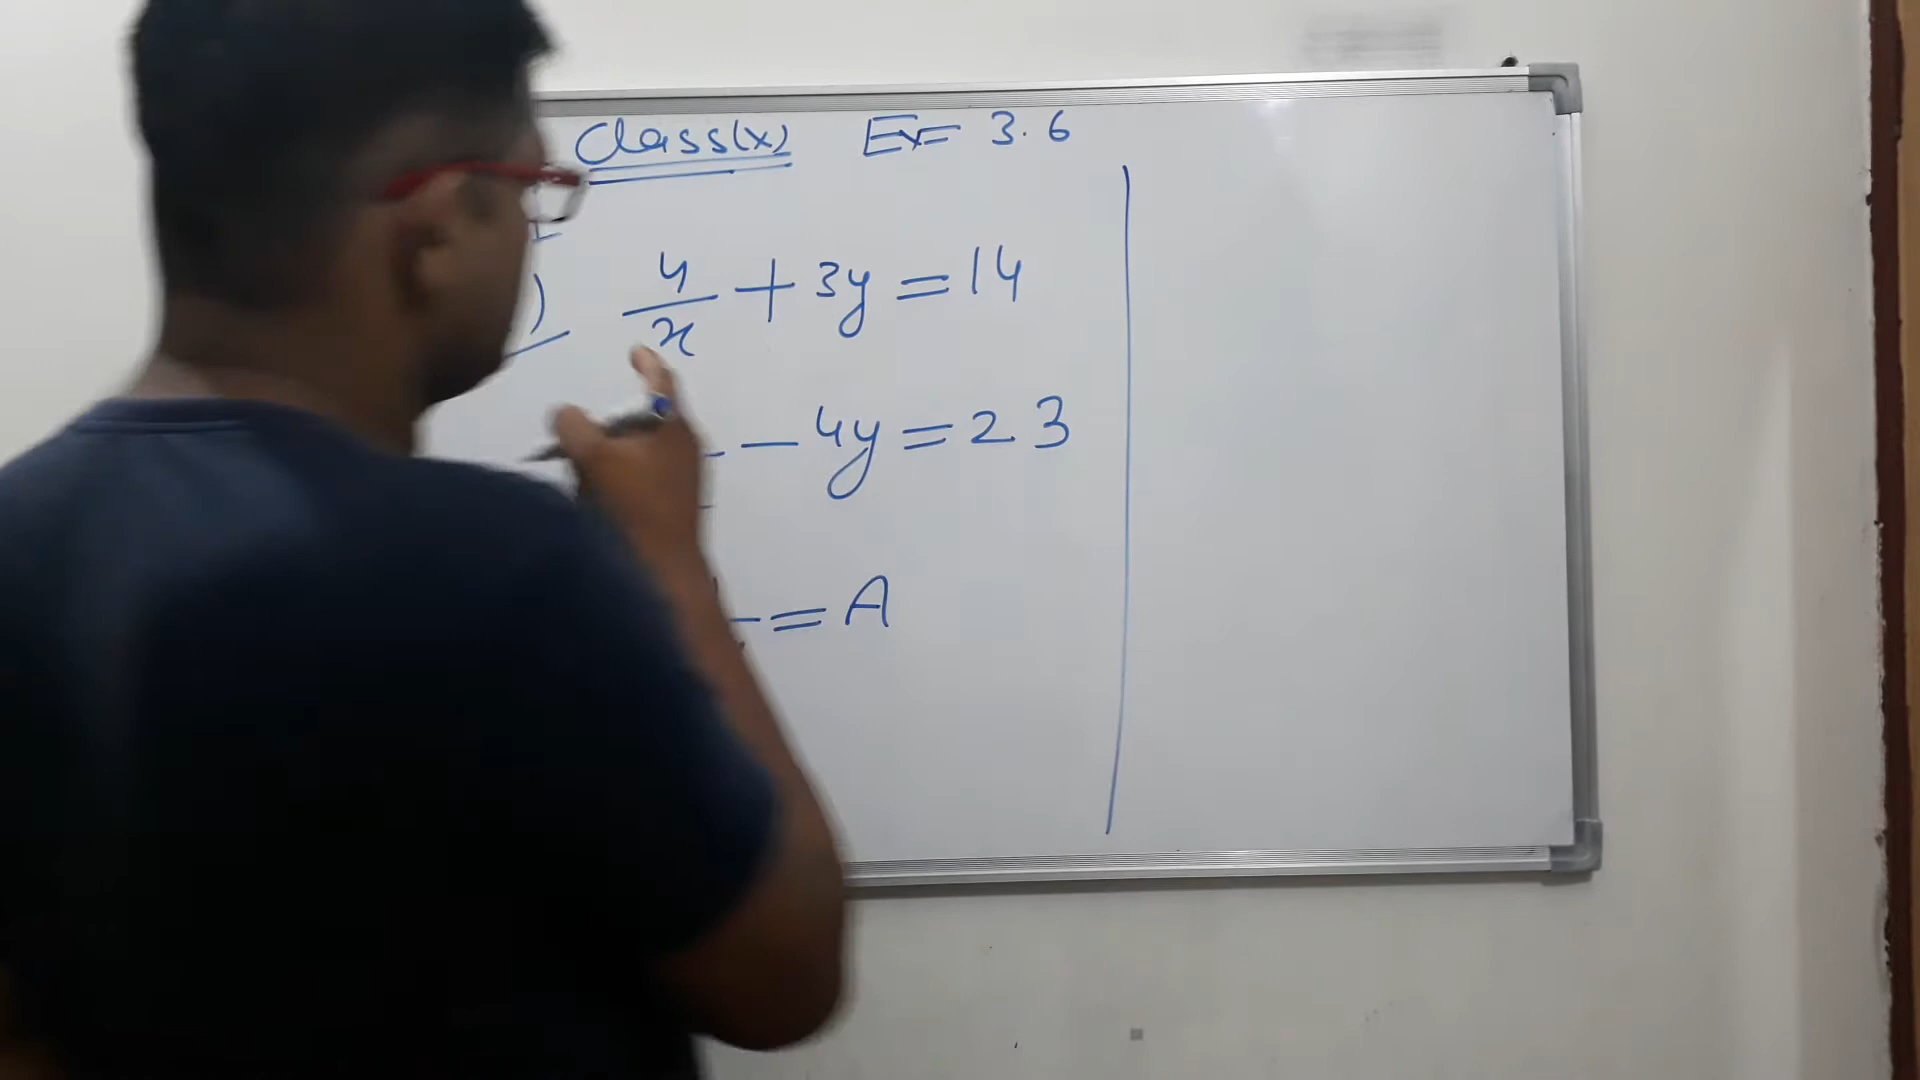 Class(x) Ex= 3.6
) 4/x + 3y = 14
- 4y = 23
= A